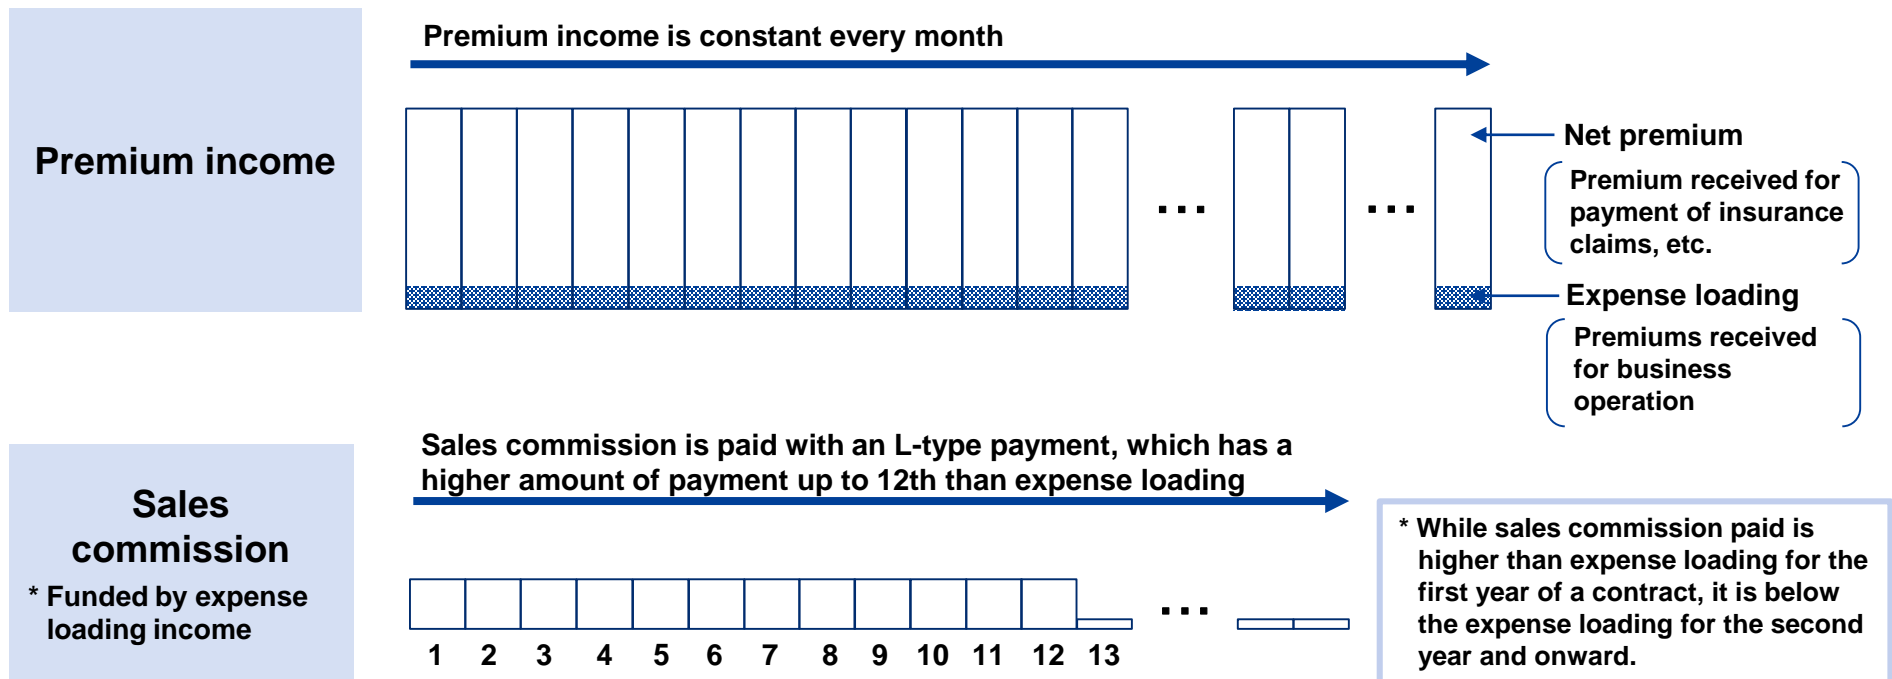 Premium income
Premium income is constant every month
...
...
Net premium
Premium received for
payment of insurance
claims, etc.
Expense loading
Premiums received
for business
operation
Sales
commission
* Funded by expense
loading income
Sales commission is paid with an L-type payment, which has a
higher amount of payment up to 12th than expense loading
...
1 2 3 4 5 6 7 8 9 10 11 12 13
* While sales commission paid is
higher than expense loading for the
first year of a contract, it is below
the expense loading for the second
year and onward.